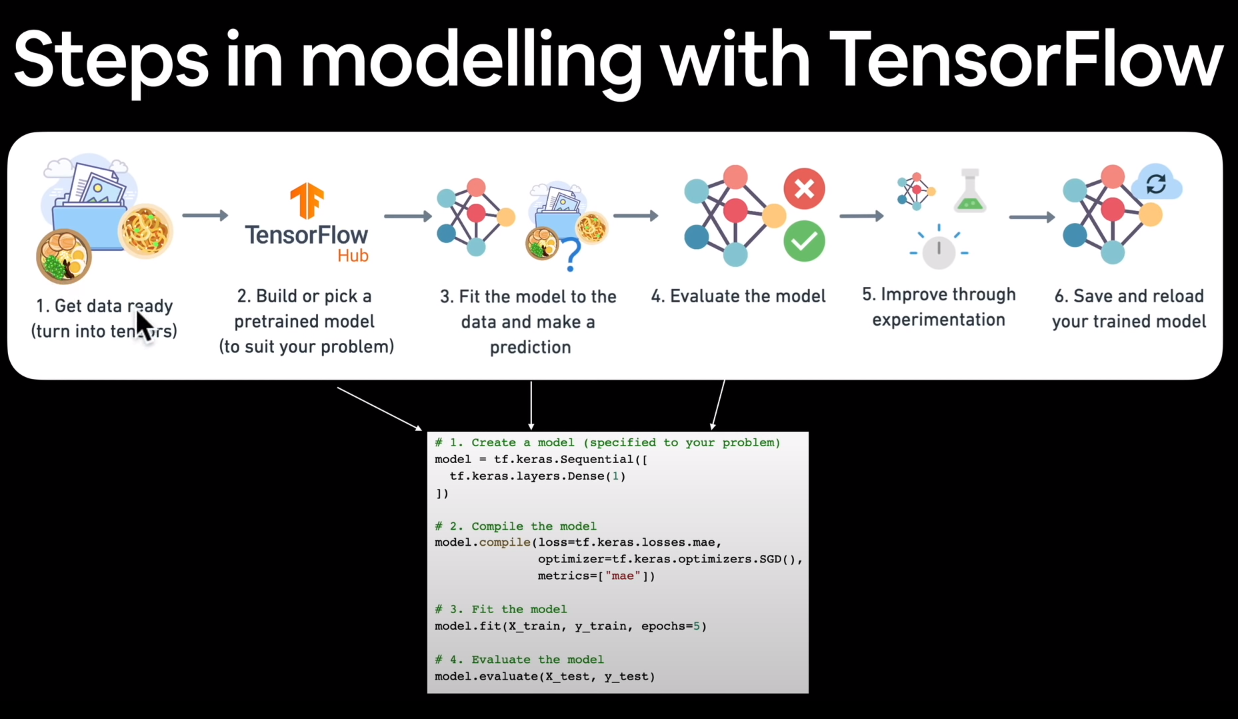 Steps in modelling with TensorFlow
TensorFlow
Hub
1. Get data ready
(turn into tensors)
2. Build or pick a
pretrained model
(to suit your problem)
3. Fit the model to the
data and make a
prediction
4. Evaluate the model
5. Improve through
experimentation
6. Save and reload
your trained model
# 1. Create a model (specified to your problem)
model = tf.keras.Sequential([
  tf.keras.layers.Dense(1)
])
# 2. Compile the model
model.compile(loss=tf.keras.losses.mae,
              optimizer=tf.keras.optimizers.SGD(),
              metrics=["mae"])
# 3. Fit the model
model.fit(X_train, y_train, epochs=5)
# 4. Evaluate the model
model.evaluate(X_test, y_test)